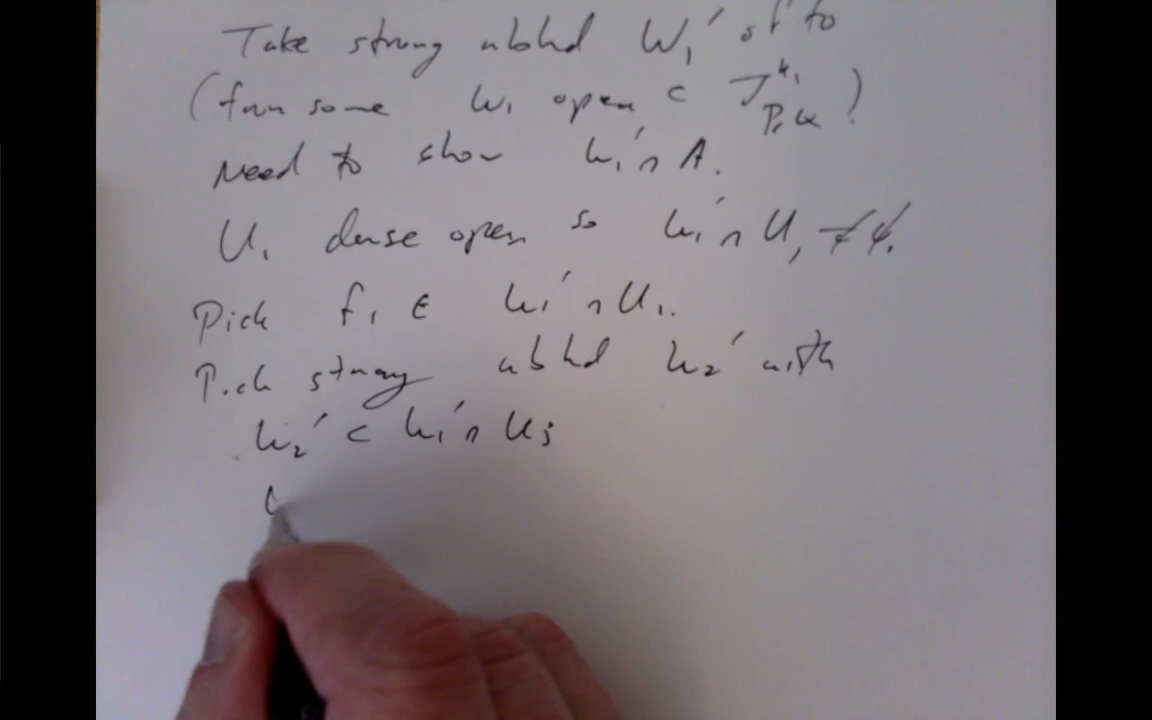 Take strong nbhd W₁′ of f₀
(from some W₁ open ⊂ J^{k₁}_{P,Q})
Need to show W₁′∩A.
U₁ dense open so W₁′∩U₁≠∅.
Pick f₁ ∈ W₁′∩U₁.
Pick strong nbhd W₂′ with
W₂′ ⊂ W₁′∩U;
(